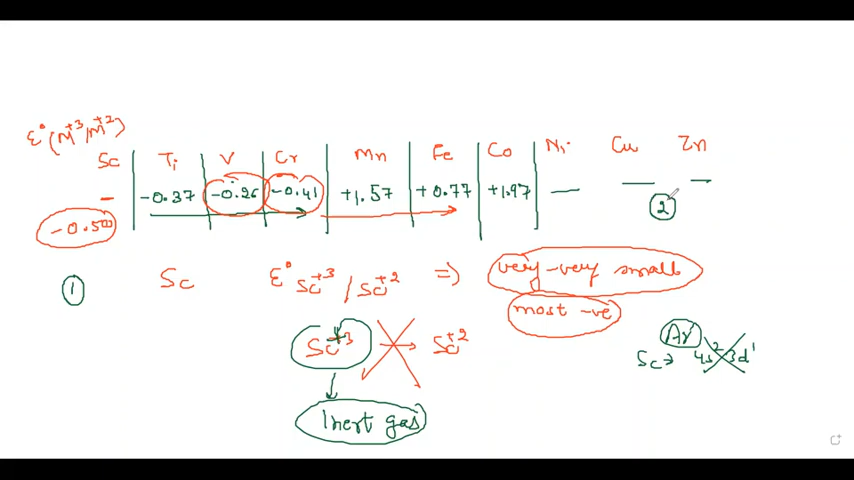 E° (M+3/M+2)
Sc Ti V Cr Mn Fe Co Ni Cu Zn
– -0.37 -0.26 -0.41 +1.57 +0.77 +1.97 — — —
-0.500
2
1 Sc E° Sc+3 / Sc+2 => very-very small
most -ve
Sc+3 → Sc+2
Ar
Sc→ 4s2 3d1
Inert gas